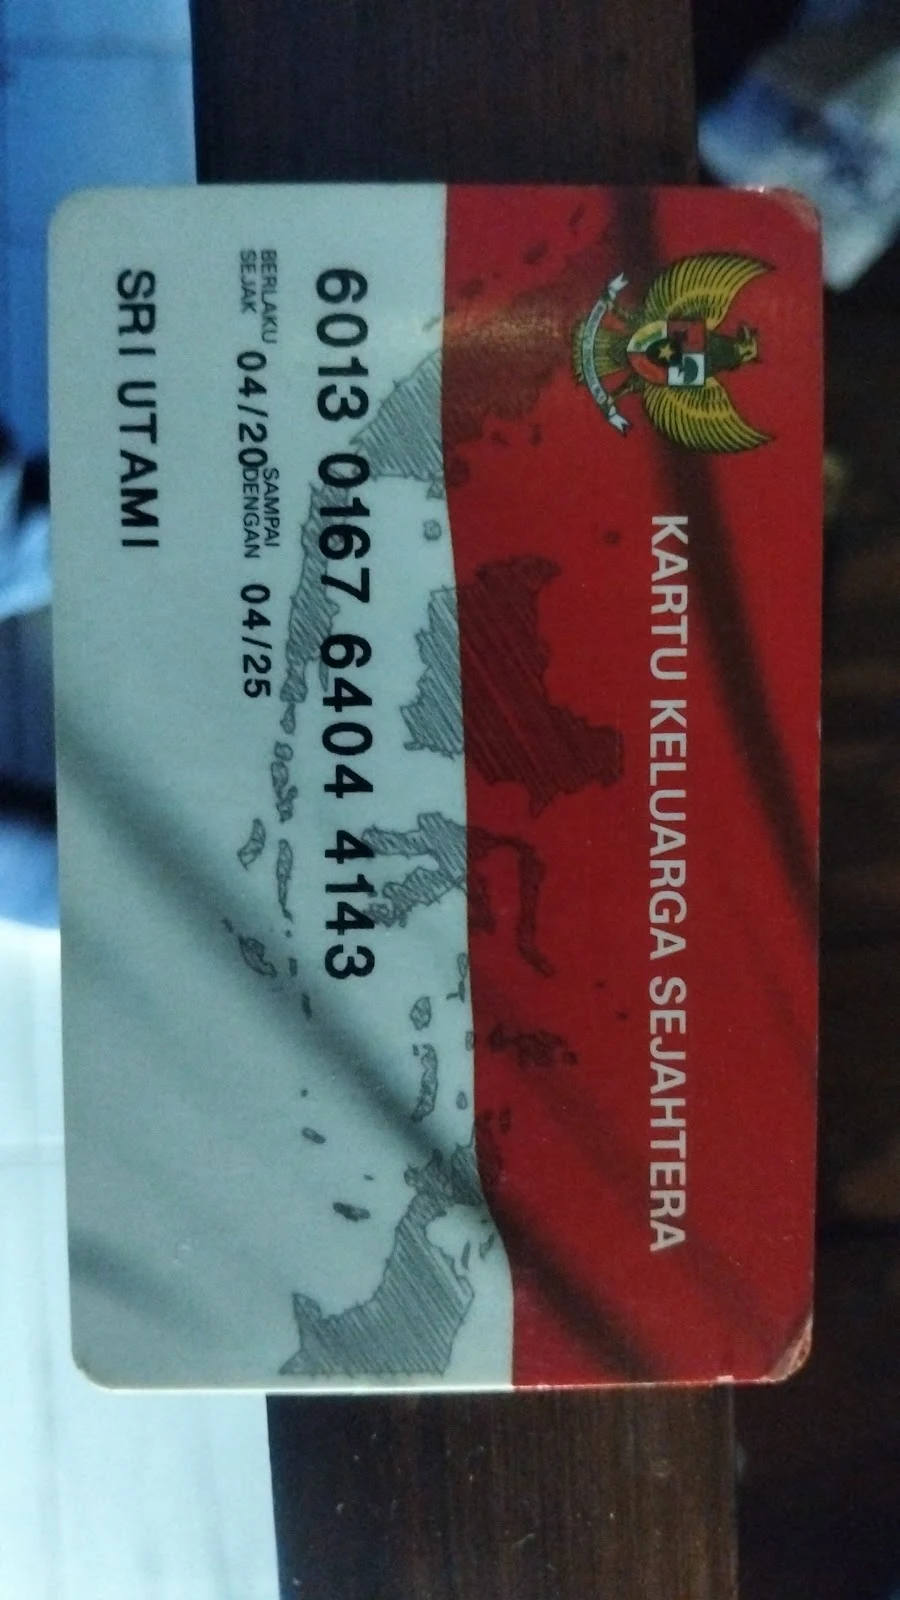 KARTU KELUARGA SEJAHTERA
6013 0167 6404 4143
BERLAKU SEJAK 04/20 SAMPAI DENGAN 04/25
SRI UTAMI